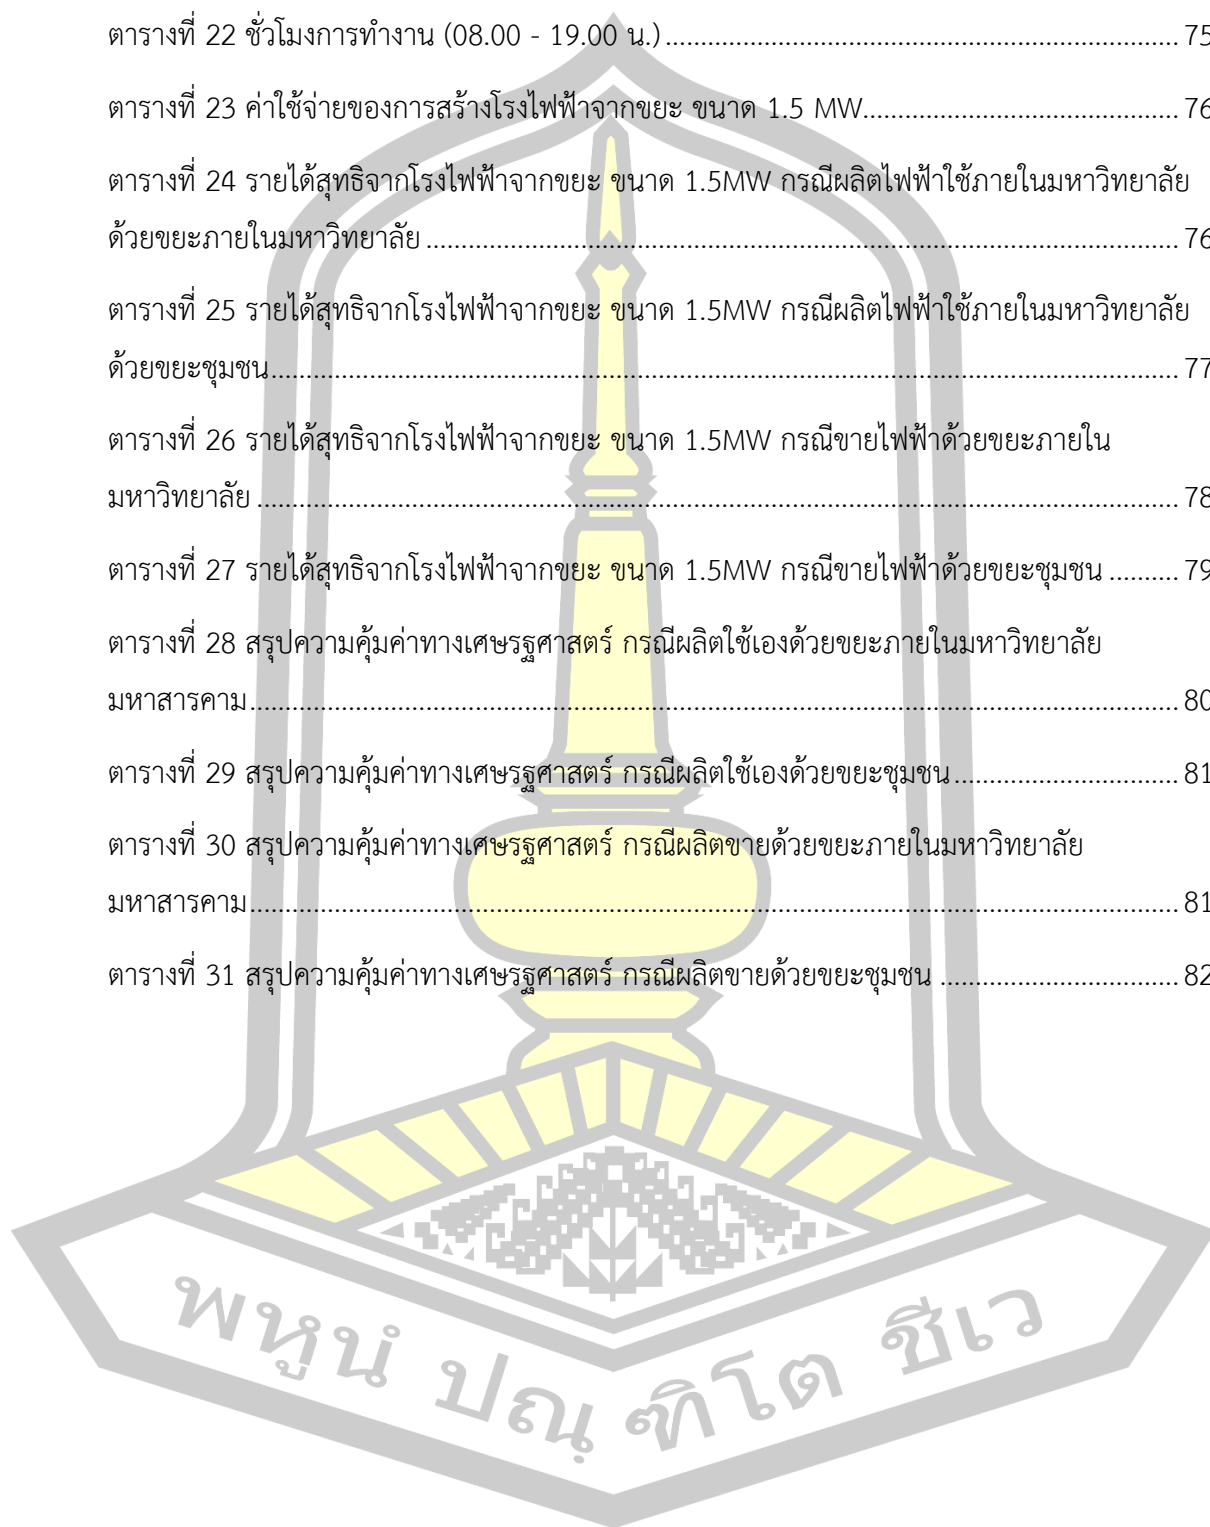 ตารางที่ 22 ชั่วโมงการทำงาน (08.00 - 19.00 น.) ........................................................................ 75
ตารางที่ 23 ค่าใช้จ่ายของการสร้างโรงไฟฟ้าจากขยะ ขนาด 1.5 MW............................................ 76
ตารางที่ 24 รายได้สุทธิจากโรงไฟฟ้าจากขยะ ขนาด 1.5MW กรณีผลิตไฟฟ้าใช้ภายในมหาวิทยาลัย
ด้วยขยะภายในมหาวิทยาลัย ........................................................................................................ 76
ตารางที่ 25 รายได้สุทธิจากโรงไฟฟ้าจากขยะ ขนาด 1.5MW กรณีผลิตไฟฟ้าใช้ภายในมหาวิทยาลัย
ด้วยขยะชุมชน............................................................................................................................. 77
ตารางที่ 26 รายได้สุทธิจากโรงไฟฟ้าจากขยะ ขนาด 1.5MW กรณีขายไฟฟ้าด้วยขยะภายใน
มหาวิทยาลัย ............................................................................................................................... 78
ตารางที่ 27 รายได้สุทธิจากโรงไฟฟ้าจากขยะ ขนาด 1.5MW กรณีขายไฟฟ้าด้วยขยะชุมชน .......... 79
ตารางที่ 28 สรุปความคุ้มค่าทางเศรษฐศาสตร์ กรณีผลิตใช้เองด้วยขยะภายในมหาวิทยาลัย
มหาสารคาม................................................................................................................................ 80
ตารางที่ 29 สรุปความคุ้มค่าทางเศรษฐศาสตร์ กรณีผลิตใช้เองด้วยขยะชุมชน ............................... 81
ตารางที่ 30 สรุปความคุ้มค่าทางเศรษฐศาสตร์ กรณีผลิตขายด้วยขยะภายในมหาวิทยาลัย
มหาสารคาม................................................................................................................................ 81
ตารางที่ 31 สรุปความคุ้มค่าทางเศรษฐศาสตร์ กรณีผลิตขายด้วยขยะชุมชน ................................. 82
พหูนํ ปณฺฑิโต ชีเว